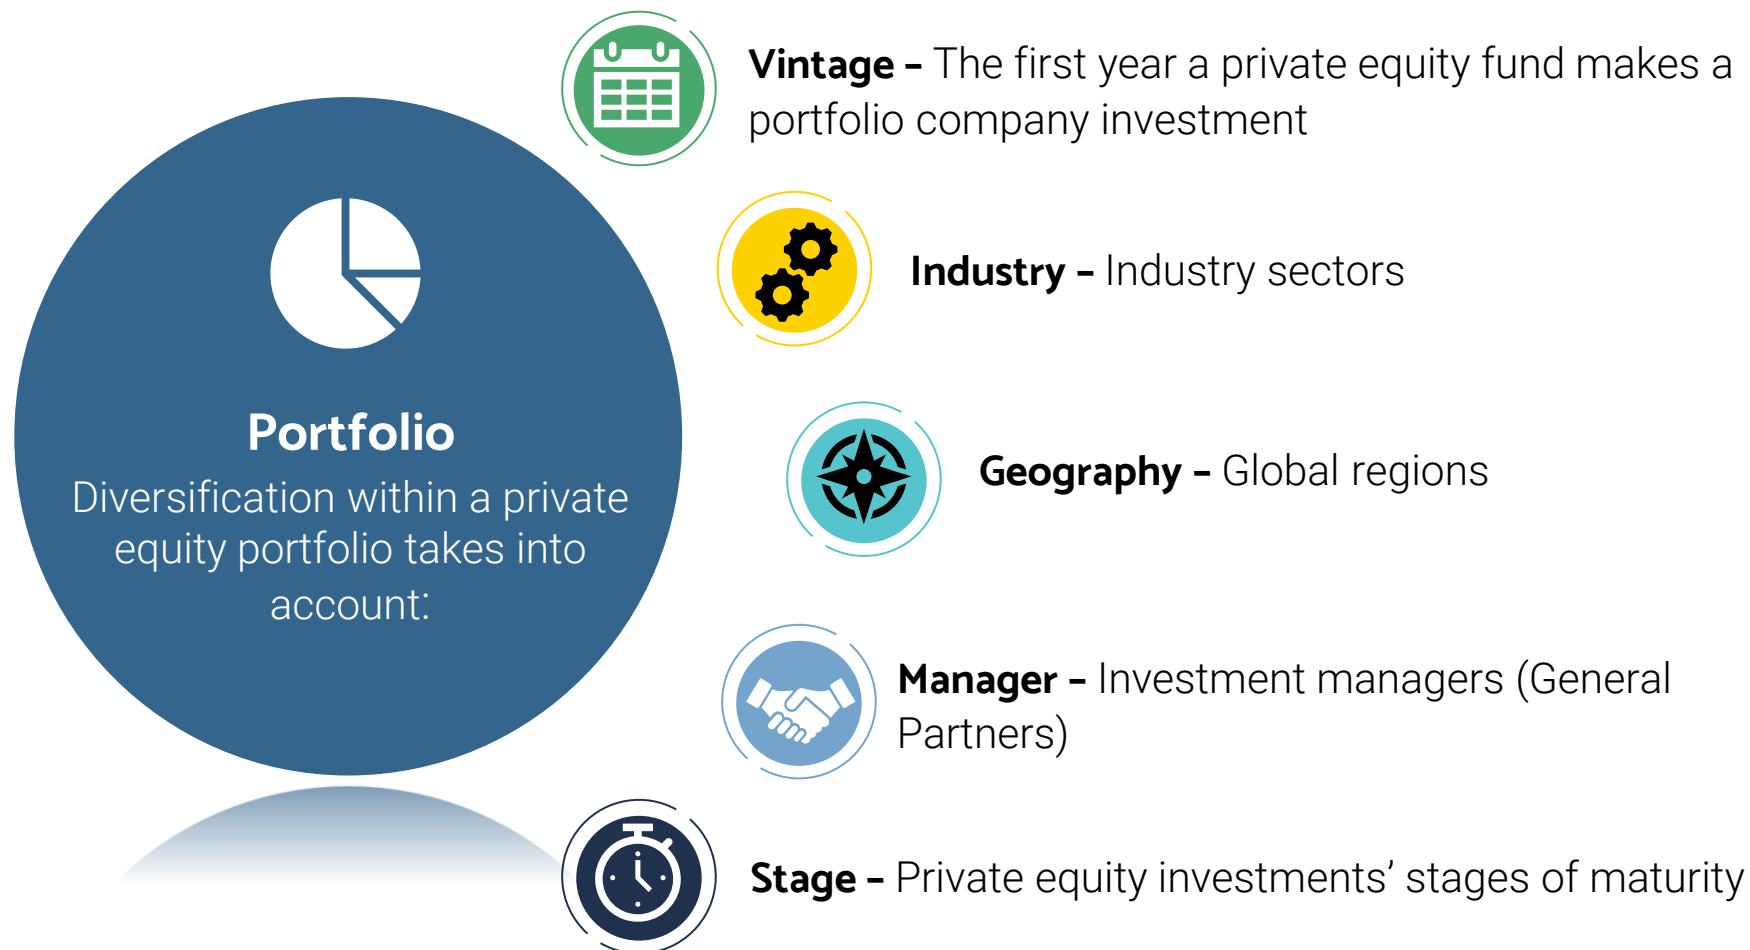 Portfolio
Diversification within a private
equity portfolio takes into
account:
Vintage – The first year a private equity fund makes a
portfolio company investment
Industry – Industry sectors
Geography – Global regions
Manager – Investment managers (General
Partners)
Stage – Private equity investments’ stages of maturity